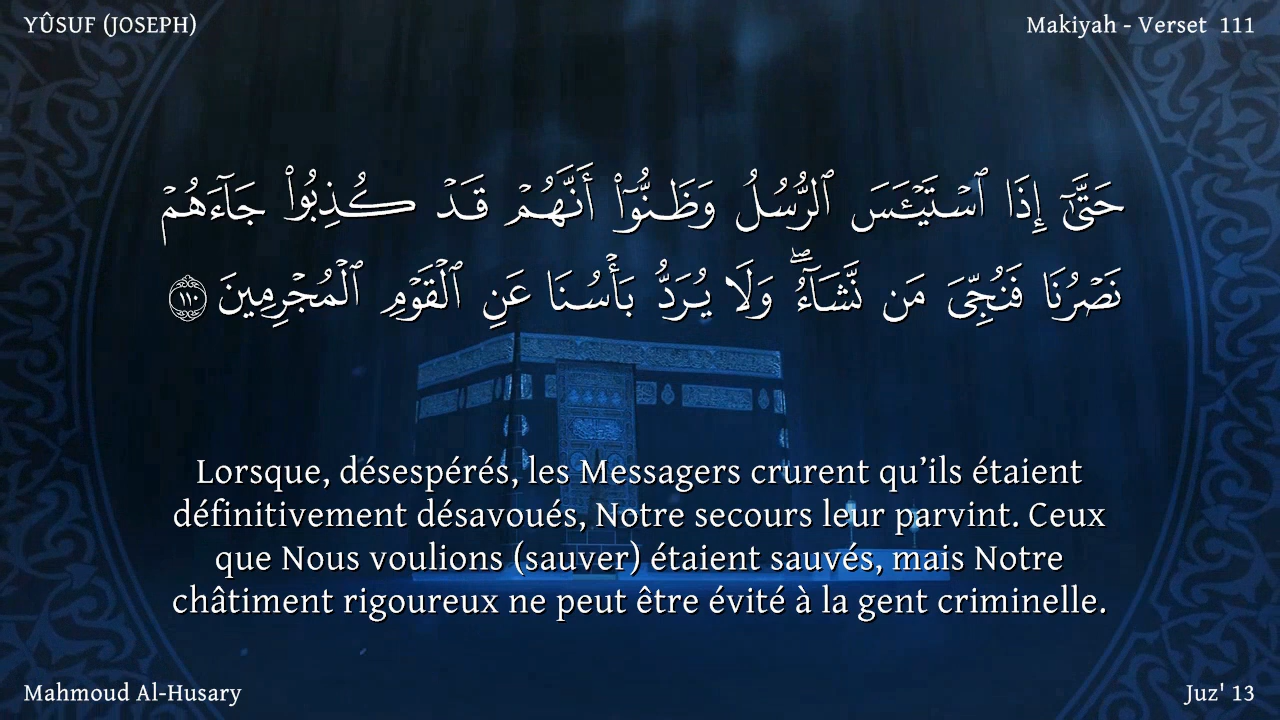 YÛSUF (JOSEPH)
Makiyah - Verset 111
حَتَّىٰٓ إِذَا ٱسْتَيْـَٔسَ ٱلرُّسُلُ وَظَنُّوٓا۟ أَنَّهُمْ قَدْ كُذِبُوا۟ جَآءَهُمْ
نَصْرُنَا فَنُجِّىَ مَن نَّشَآءُ ۖ وَلَا يُرَدُّ بَأْسُنَا عَنِ ٱلْقَوْمِ ٱلْمُجْرِمِينَ ١١٠
Lorsque, désespérés, les Messagers crurent qu’ils étaient
définitivement désavoués, Notre secours leur parvint. Ceux
que Nous voulions (sauver) étaient sauvés, mais Notre
châtiment rigoureux ne peut être évité à la gent criminelle.
Mahmoud Al-Husary
Juz' 13